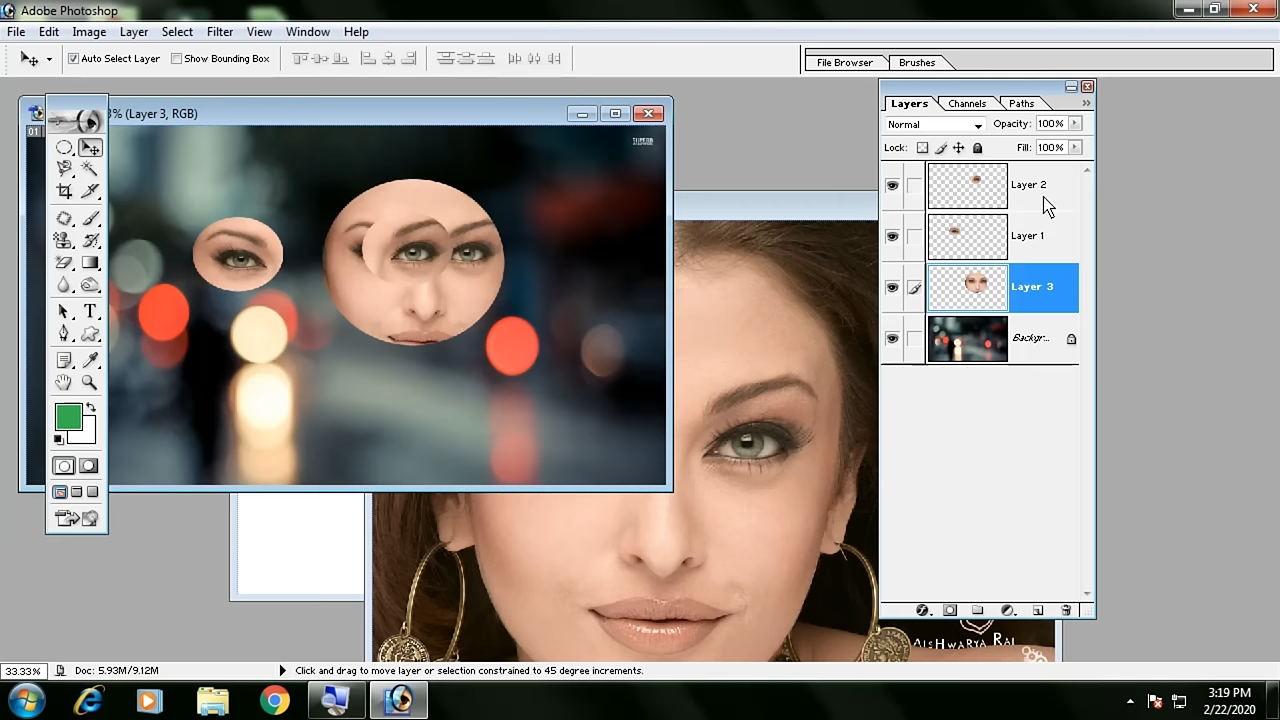 Adobe Photoshop
File Edit Image Layer Select Filter View Window Help
Auto Select Layer Show Bounding Box File Browser Brushes
3% (Layer 3, RGB)
01
Layers Channels Paths
Normal Opacity: 100%
Lock: Fill: 100%
Layer 2
Layer 1
Layer 3
Backgr...
T
AISHWARYA RAI
33.33% Doc: 5.93M/9.12M Click and drag to move layer or selection constrained to 45 degree increments.
3:19 PM
2/22/2020